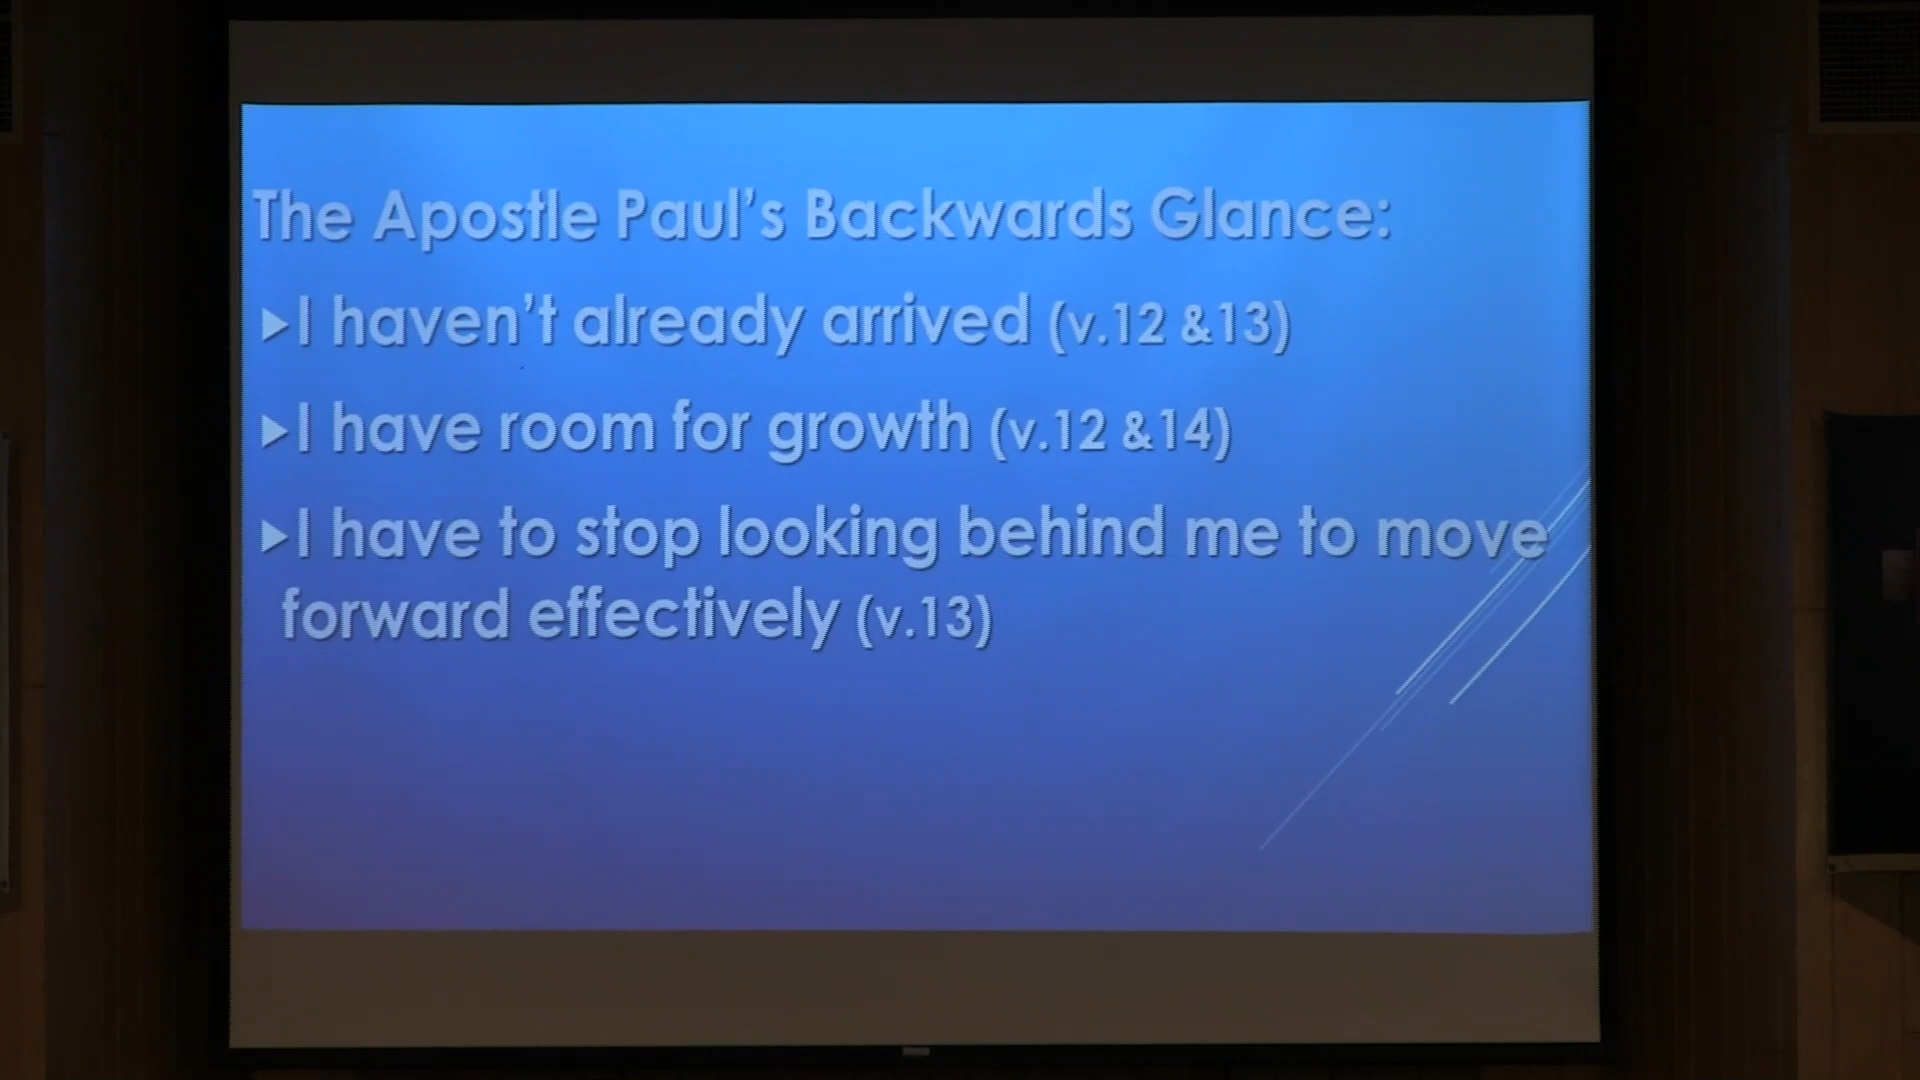 The Apostle Paul's Backwards Glance:
▶I haven't already arrived (v.12 &13)
▶I have room for growth (v.12 &14)
▶I have to stop looking behind me to move
forward effectively (v.13)